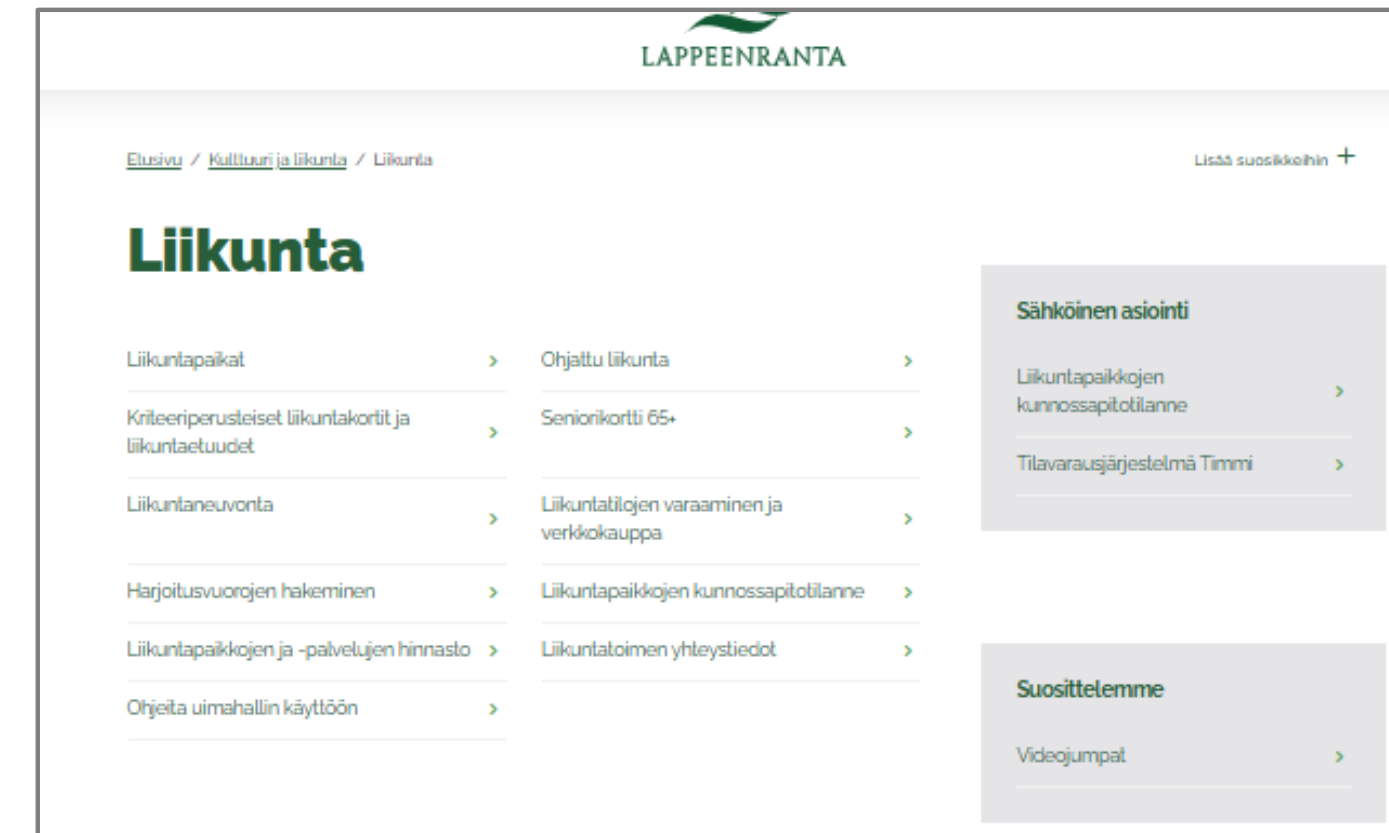 LAPPEENRANTA
Etusivu / Kulttuuri ja liikunta / Liikunta
Lisää suosikkeihin +
Liikunta
Liikuntapaikat
Ohjattu liikunta
Kriteeriperusteiset liikuntakortit ja
liikuntaetuudet
Seniorikortti 65+
Liikuntaneuvonta
Liikuntatilojen varaaminen ja
verkkokauppa
Harjoitusvuorojen hakeminen
Liikuntapaikkojen kunnossapitotilanne
Liikuntapaikkojen ja -palvelujen hinnasto
Liikuntatoimen yhteystiedot
Ohjeita uimahallin käyttöön
Sähköinen asiointi
Liikuntapaikkojen
kunnossapitotilanne
Tilavarausjärjestelmä Timmi
Suosittelemme
Videojumpat